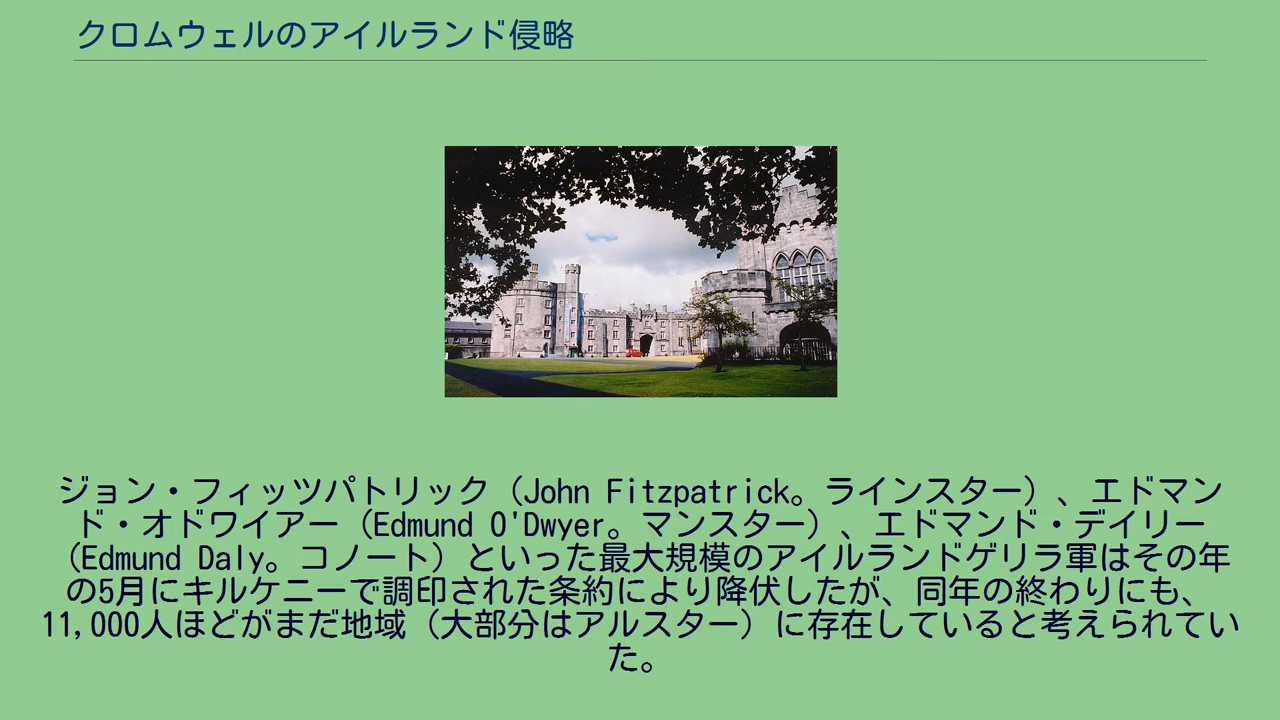 クロムウェルのアイルランド侵略
ジョン・フィッツパトリック（John Fitzpatrick。ラインスター）、エドマン
ド・オドワイアー（Edmund O'Dwyer。マンスター）、エドマンド・デイリー
（Edmund Daly。コノート）といった最大規模のアイルランドゲリラ軍はその年
の5月にキルケニーで調印された条約により降伏したが、同年の終わりにも、
11,000人ほどがまだ地域（大部分はアルスター）に存在していると考えられてい
た。